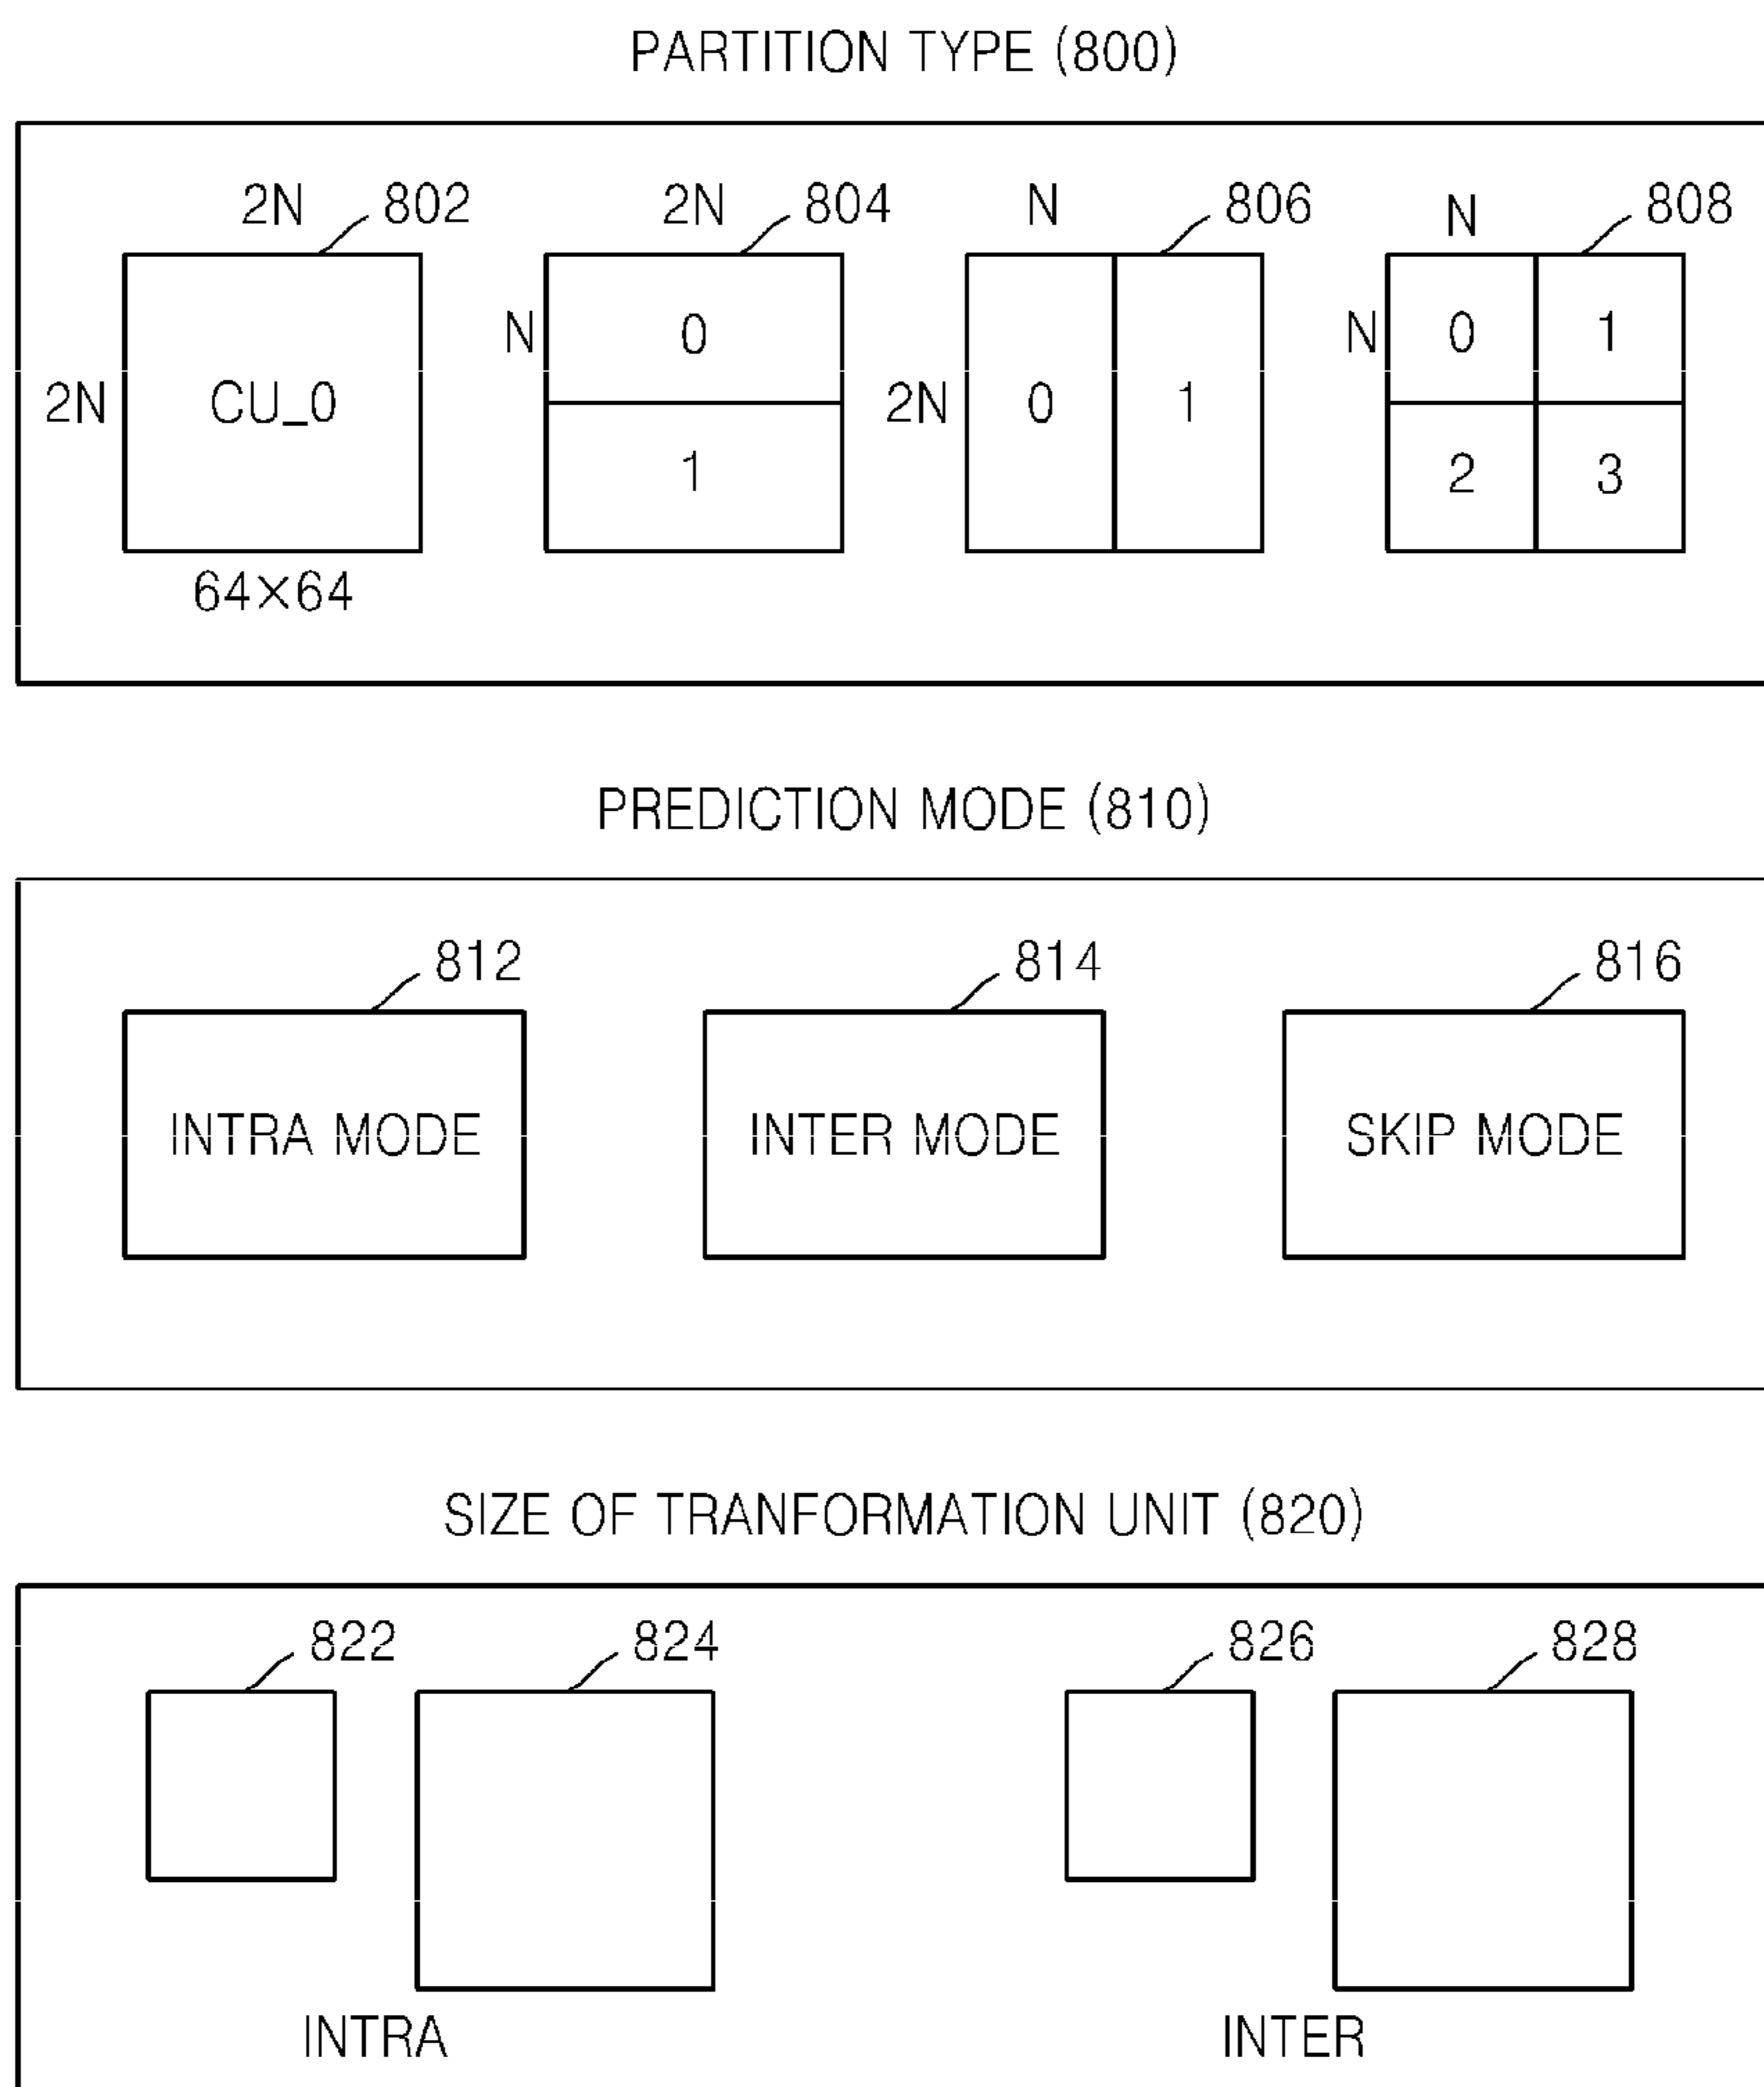 PARTITION TYPE (800)
2N 802 2N 804 N 806 N 808
N 0 N 0 1
2N CU_0 2N 0 1
1 2 3
64×64
PREDICTION MODE (810)
812 814 816
INTRA MODE INTER MODE SKIP MODE
SIZE OF TRANFORMATION UNIT (820)
822 824 826 828
INTRA INTER